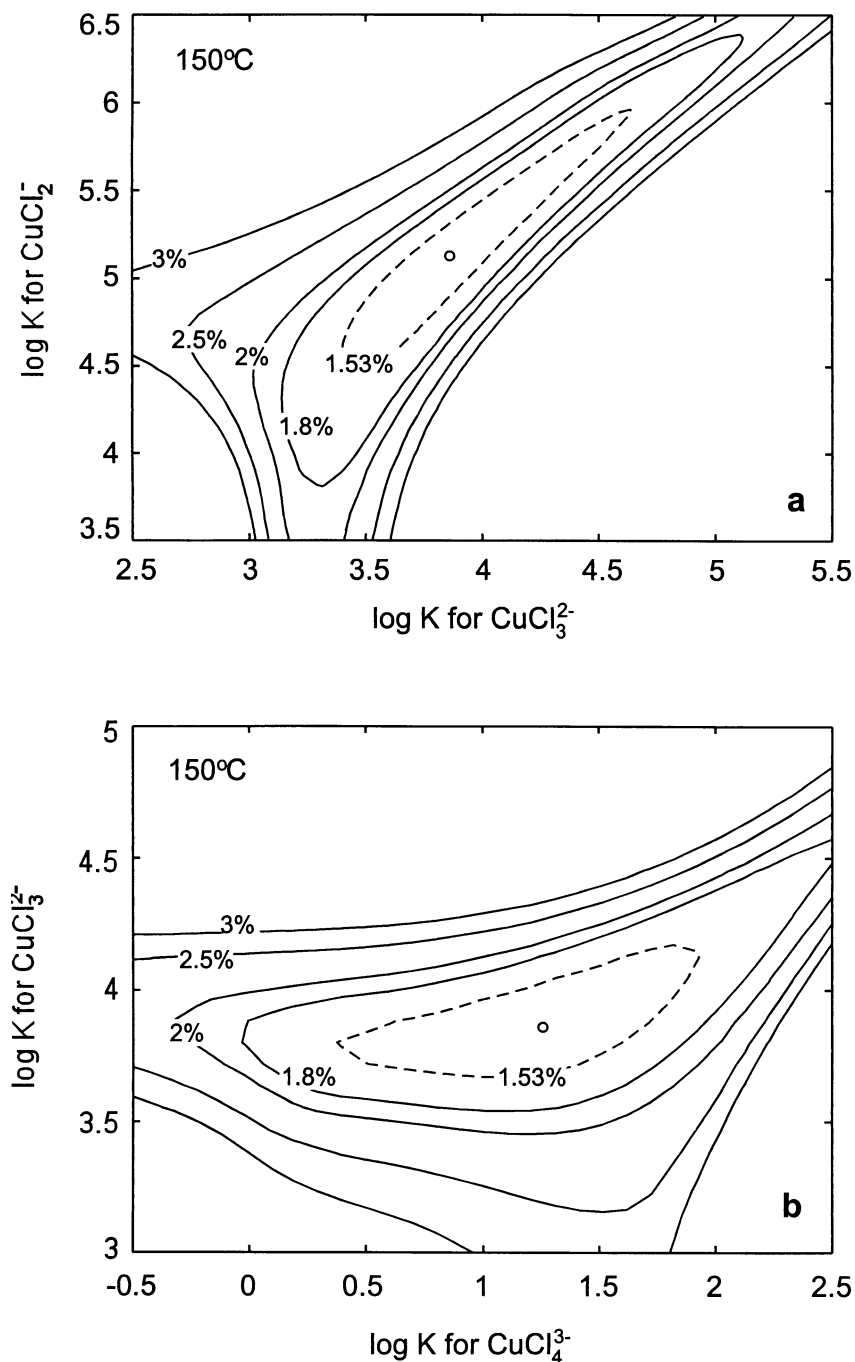 150ºC
log K for CuCl₂⁻
6.5
6
5.5
5
4.5
4
3.5
3%
2.5%
2%
1.53%
1.8%
a
2.5 3 3.5 4 4.5 5 5.5
log K for CuCl₃²⁻
150ºC
log K for CuCl₃²⁻
5
4.5
4
3.5
3
3%
2.5%
2%
1.8%
1.53%
b
-0.5 0 0.5 1 1.5 2 2.5
log K for CuCl₄³⁻